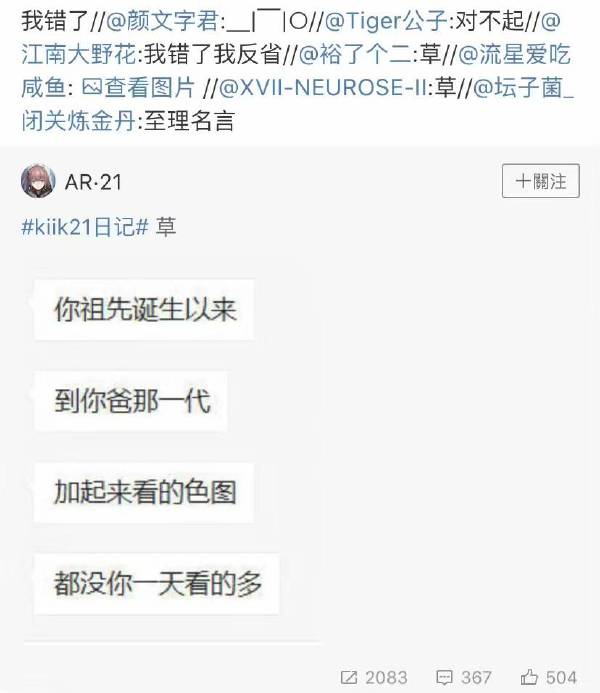 我错了//@颜文字君:__|￣|○//@Tiger公子:对不起//@
江南大野花:我错了我反省//@裕了个二:草//@流星爱吃
咸鱼: 查看图片 //@XVII-NEUROSE-II:草//@坛子菌_
闭关炼金丹:至理名言
AR·21
十關注
#kiik21日记# 草
你祖先诞生以来
到你爸那一代
加起来看的色图
都没你一天看的多
2083 367 504